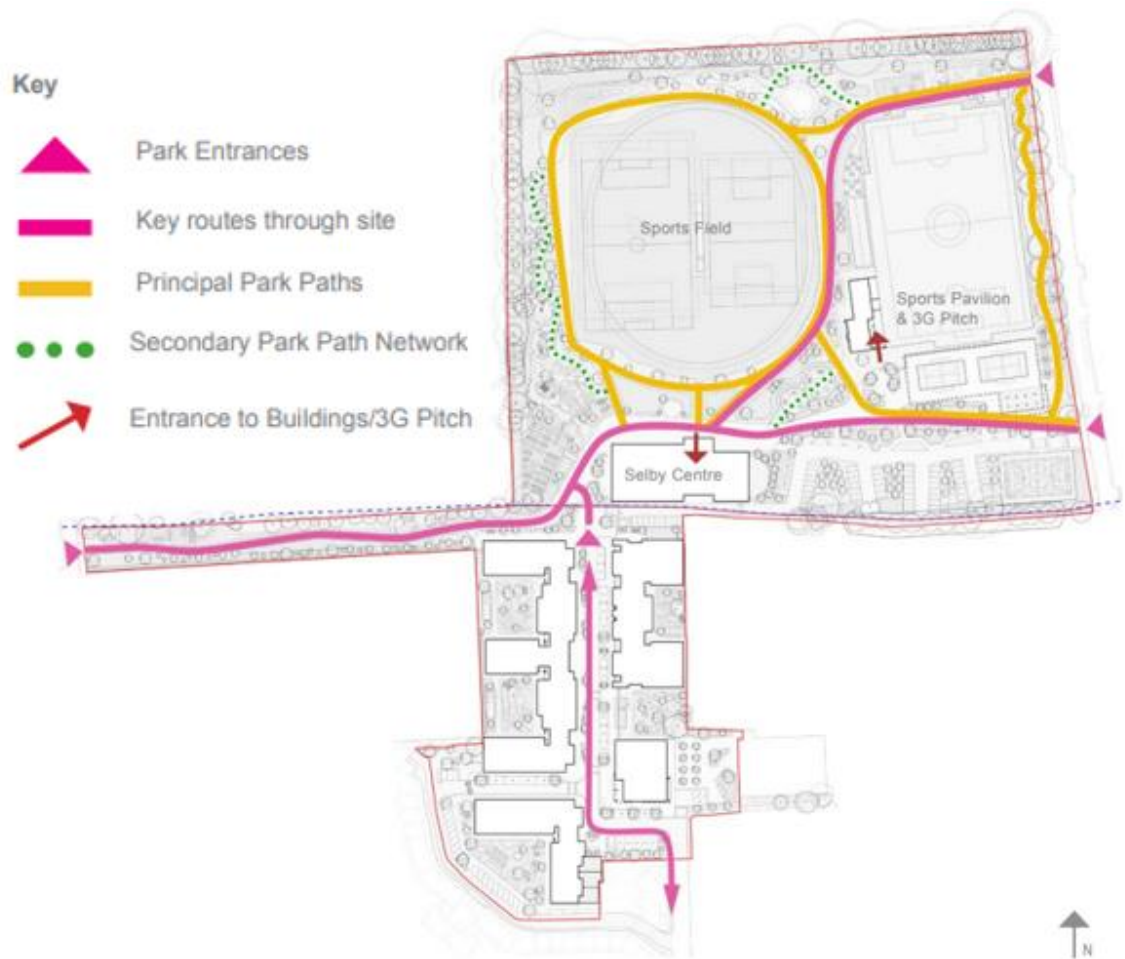 Key
Park Entrances
Key routes through site
Principal Park Paths
Secondary Park Path Network
Entrance to Buildings/3G Pitch
Sports Field
Sports Pavilion
& 3G Pitch
Selby Centre
N